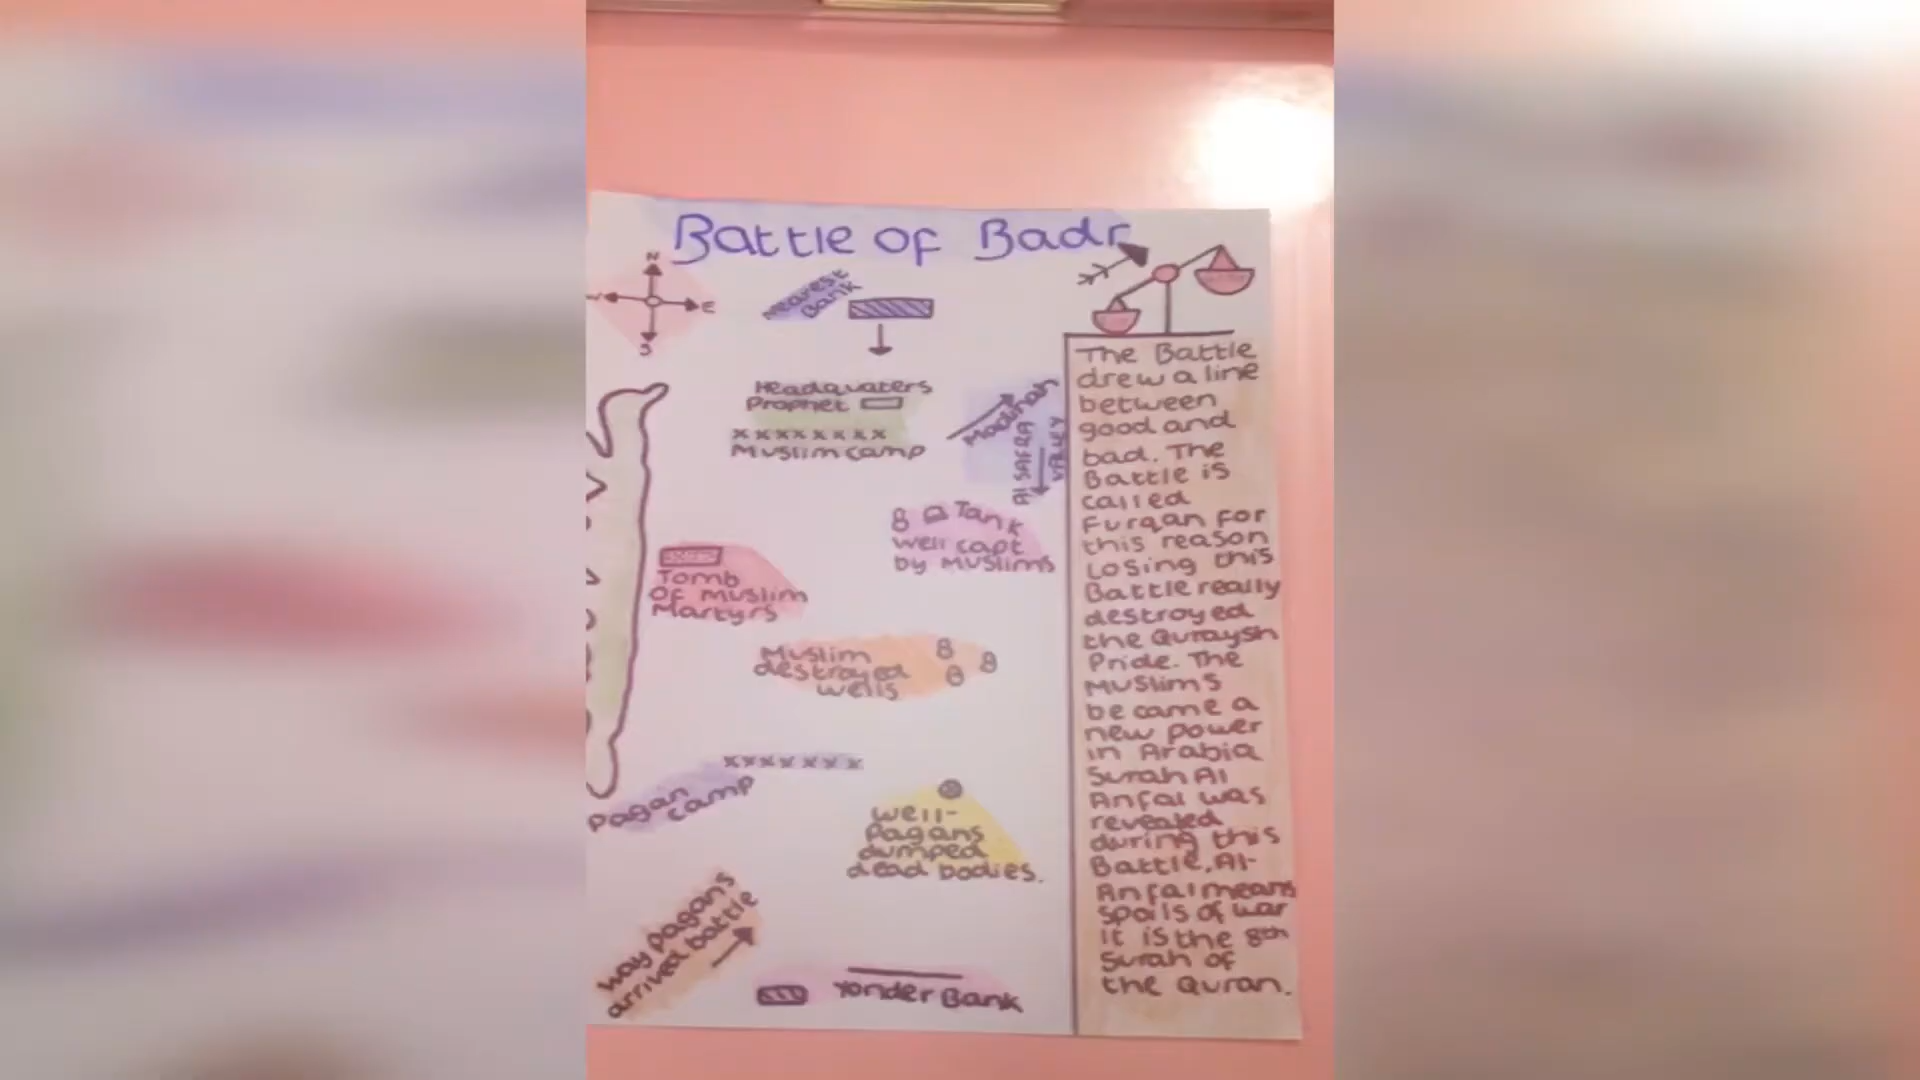 Battle of Badr
N
E
S
Nearest
Bank
Headquaters
Prophet
xxxxxxxx
Muslim camp
Madinah
Al SAFRA
VALLEY
Tank
well capt
by Muslims
Tomb
of muslim
Martyrs
Muslim
destroyed
wells
xxxxxxx
Pagan
camp
well-
Pagans
dumped
dead bodies.
way pagans
arrived battle
Yonder Bank
The Battle
drew a line
between
good and
bad. The
Battle is
called
Furqan for
this reason
Losing this
Battle really
destroyed
the Quraysh
Pride. The
Muslims
became a
new power
in Arabia
Surah Al
Anfal was
revealed
during this
Battle. Al-
Anfal means
spoils of war
it is the 8th
Surah of
the Quran.